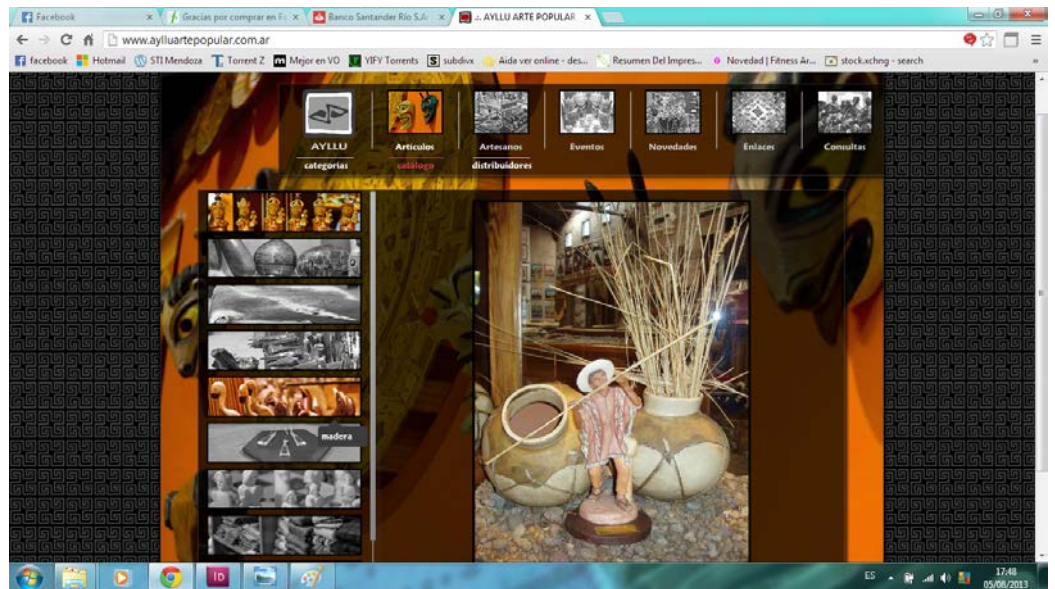 Facebook
Gracias por comprar en Fc
Banco Santander Río S.A.
.:. AYLLU ARTE POPULAR
www.aylluartepopular.com.ar
facebook
Hotmail
STI Mendoza
Torrent Z
Mejor en VO
YIFY Torrents
subdivx
Aida ver online - des...
Resumen Del Impres...
Novedad | Fitness Ar...
stock.xchng - search
»
AYLLU
Artículos
Artesanos
Eventos
Novedades
Enlaces
Consultas
categorías
catálogo
distribuidores
madera
ES
17:48
05/08/2013